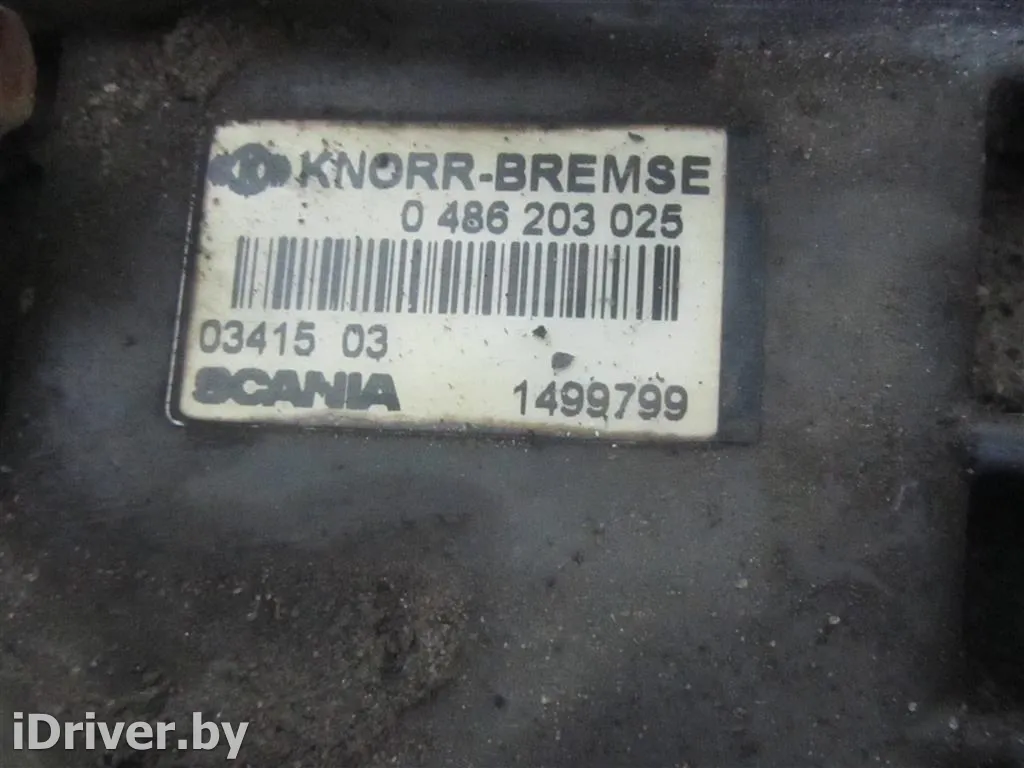 KNORR-BREMSE
0 486 203 025
03415 03
SCANIA 1499799
iDriver.by